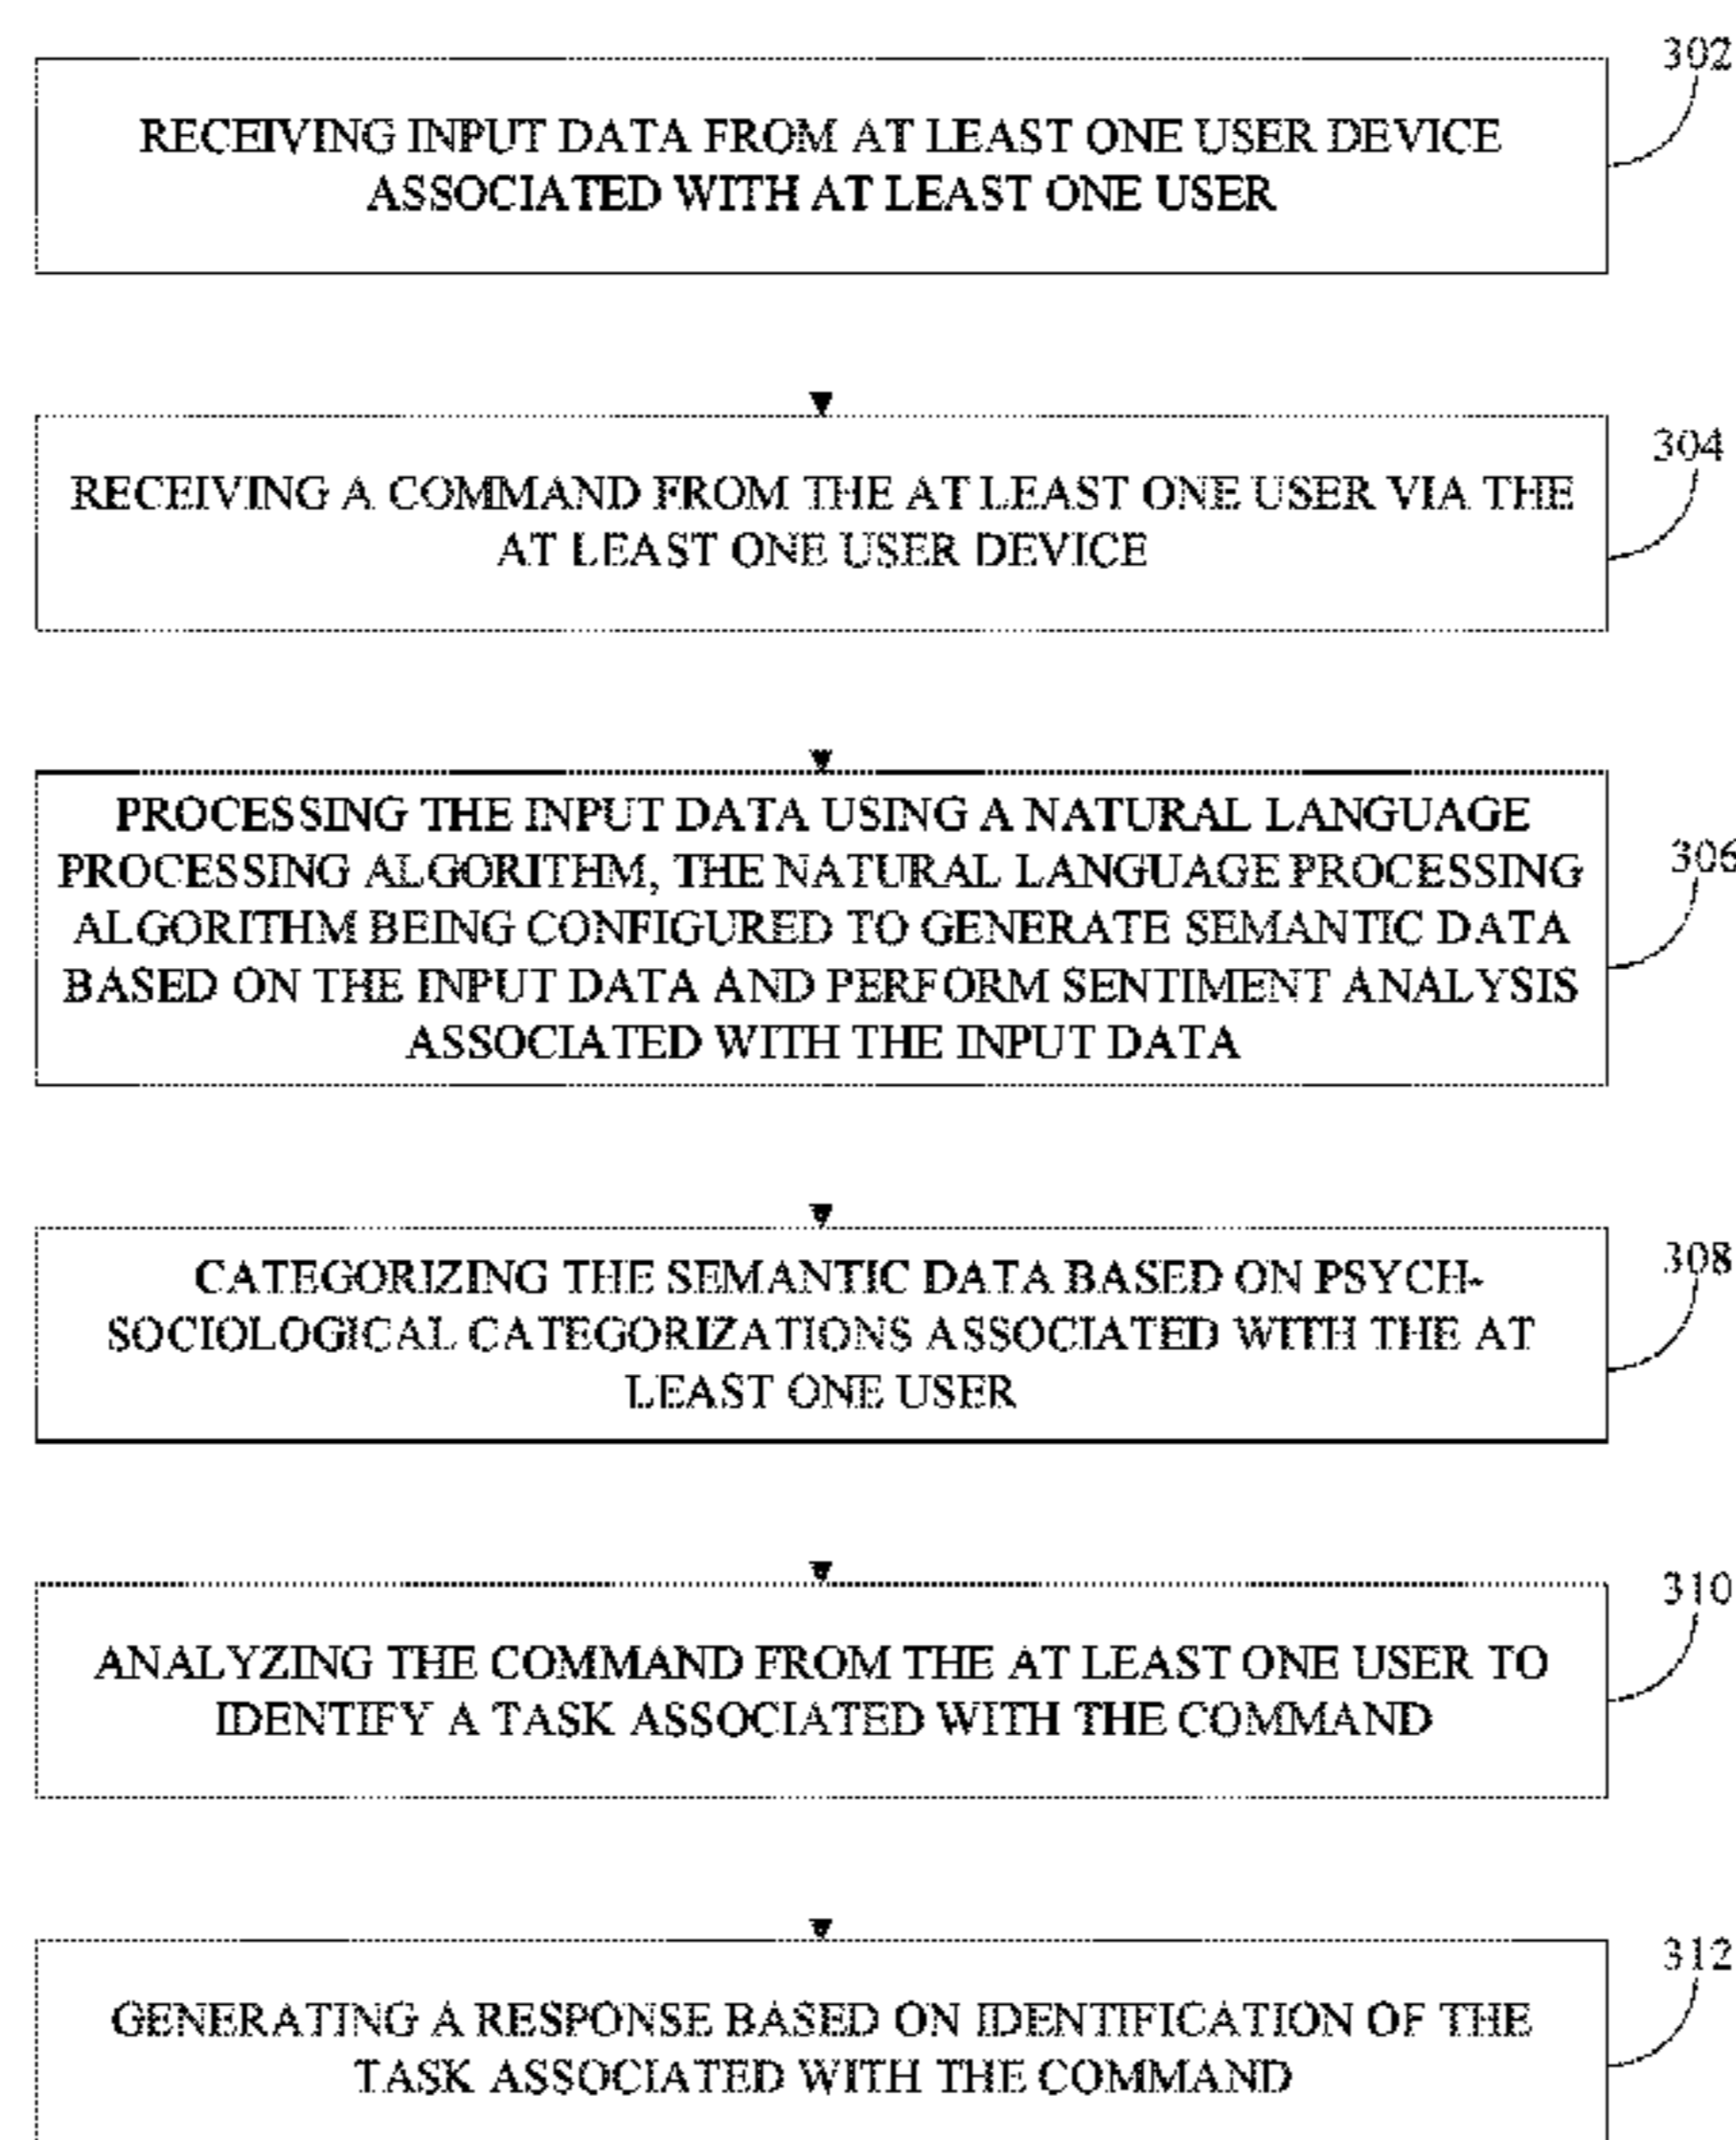 302
RECEIVING INPUT DATA FROM AT LEAST ONE USER DEVICE
ASSOCIATED WITH AT LEAST ONE USER
304
RECEIVING A COMMAND FROM THE AT LEAST ONE USER VIA THE
AT LEAST ONE USER DEVICE
306
PROCESSING THE INPUT DATA USING A NATURAL LANGUAGE
PROCESSING ALGORITHM, THE NATURAL LANGUAGE PROCESSING
ALGORITHM BEING CONFIGURED TO GENERATE SEMANTIC DATA
BASED ON THE INPUT DATA AND PERFORM SENTIMENT ANALYSIS
ASSOCIATED WITH THE INPUT DATA
308
CATEGORIZING THE SEMANTIC DATA BASED ON PSYCH-
SOCIOLOGICAL CATEGORIZATIONS ASSOCIATED WITH THE AT
LEAST ONE USER
310
ANALYZING THE COMMAND FROM THE AT LEAST ONE USER TO
IDENTIFY A TASK ASSOCIATED WITH THE COMMAND
312
GENERATING A RESPONSE BASED ON IDENTIFICATION OF THE
TASK ASSOCIATED WITH THE COMMAND